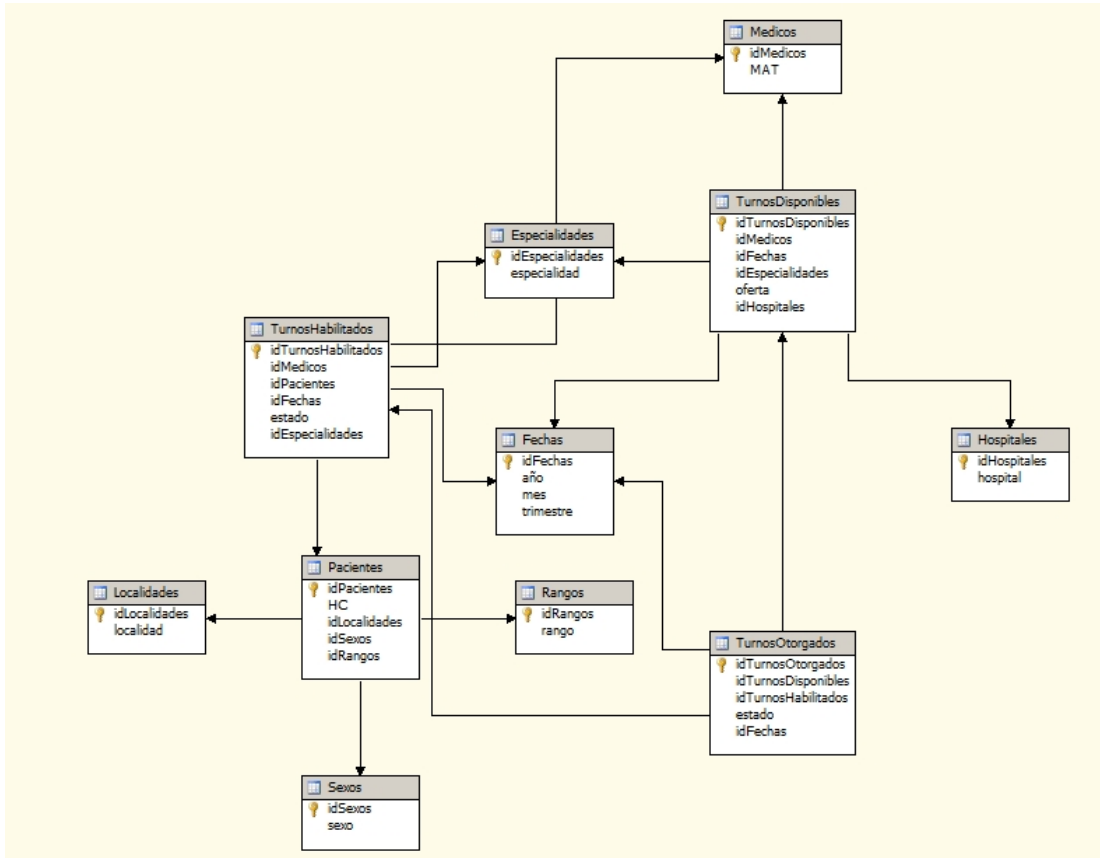 Medicos
idMedicos
MAT
TurnosDisponibles
idTurnosDisponibles
idMedicos
idFechas
idEspecialidades
oferta
idHospitales
Especialidades
idEspecialidades
especialidad
TurnosHabilitados
idTurnosHabilitados
idMedicos
idPacientes
idFechas
estado
idEspecialidades
Fechas
idFechas
año
mes
trimestre
Hospitales
idHospitales
hospital
Pacientes
idPacientes
HC
idLocalidades
idSexos
idRangos
Localidades
idLocalidades
localidad
Rangos
idRangos
rango
TurnosOtorgados
idTurnosOtorgados
idTurnosDisponibles
idTurnosHabilitados
estado
idFechas
Sexos
idSexos
sexo